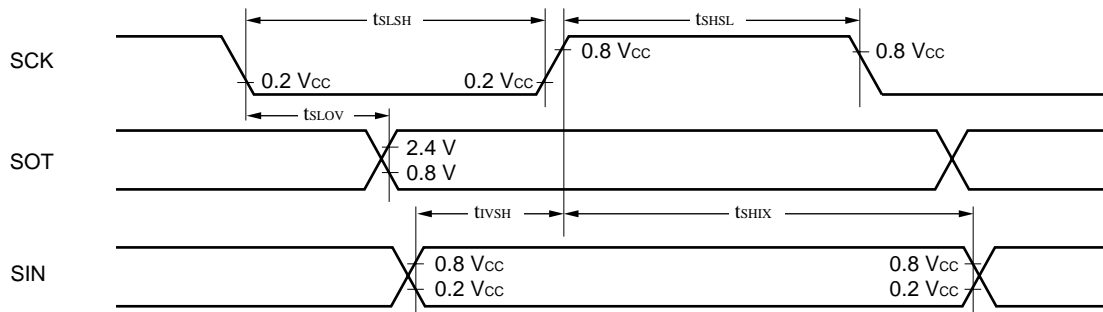 tSLSH tSHSL
SCK
0.8 VCC 0.8 VCC
0.2 VCC 0.2 VCC
tSLOV
SOT
2.4 V
0.8 V
tIVSH tSHIX
SIN
0.8 VCC 0.8 VCC
0.2 VCC 0.2 VCC